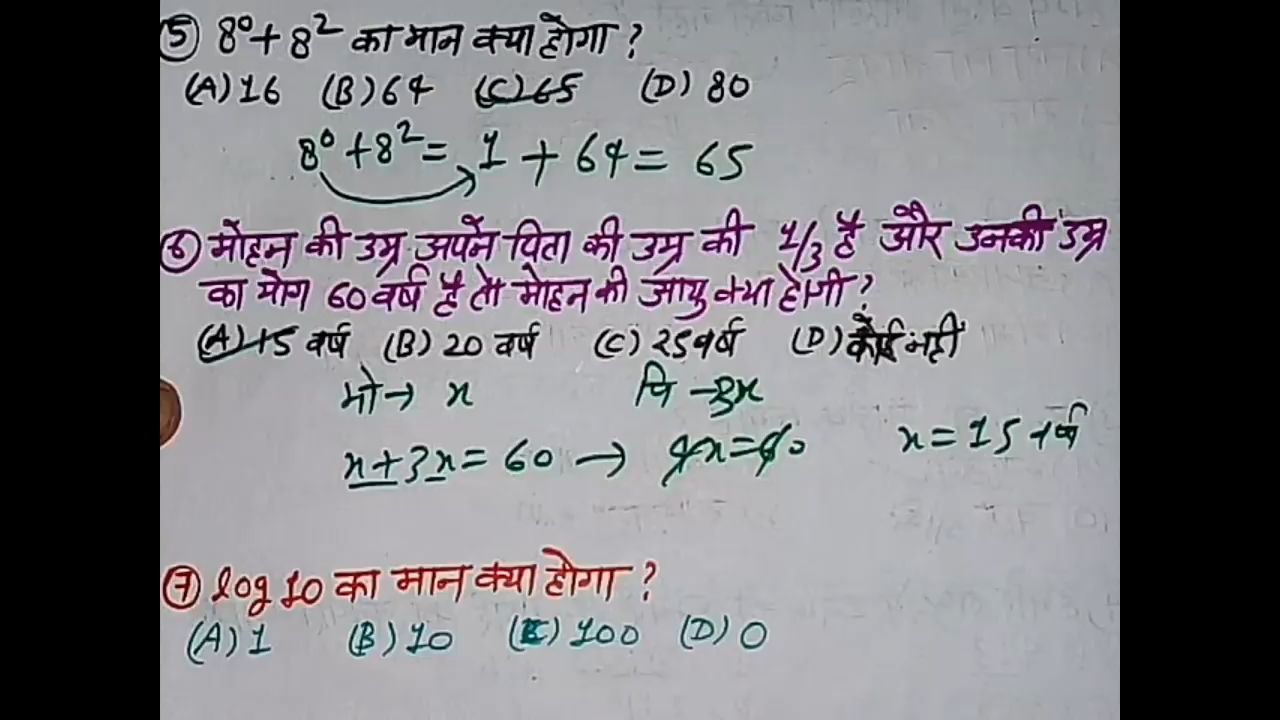 ⑤ 8⁰+8² का मान क्या होगा ?
(A) 16 (B) 64 (C) 65 (D) 80
8⁰+8² = 1 + 64 = 65
⑥ मोहन की उम्र अपने पिता की उम्र की 1/3 है और उनकी उम्र
का योग 60 वर्ष है तो मोहन की आयु क्या होगी ?
(A) 15 वर्ष (B) 20 वर्ष (C) 25 वर्ष (D) कोई नहीं
मो → x पि → 3x
x+3x = 60 → 4x=60 x = 15 वर्ष
⑦ log 10 का मान क्या होगा ?
(A) 1 (B) 10 (C) 100 (D) 0